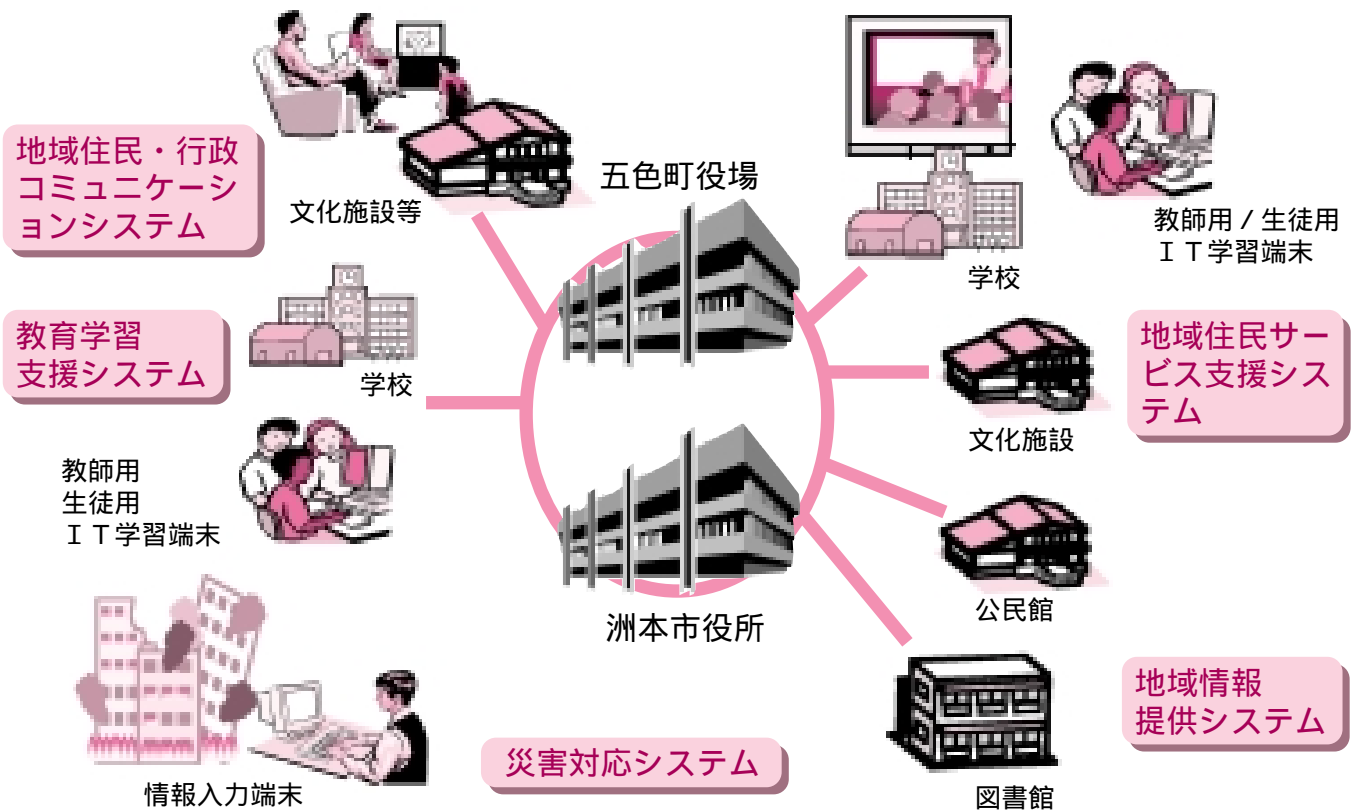 地域住民・行政
コミュニケーシ
ョンシステム
文化施設等
五色町役場
教師用/生徒用
IT学習端末
学校
教育学習
支援システム
学校
地域住民サー
ビス支援シス
テム
文化施設
教師用
生徒用
IT学習端末
公民館
洲本市役所
地域情報
提供システム
災害対応システム
情報入力端末
図書館